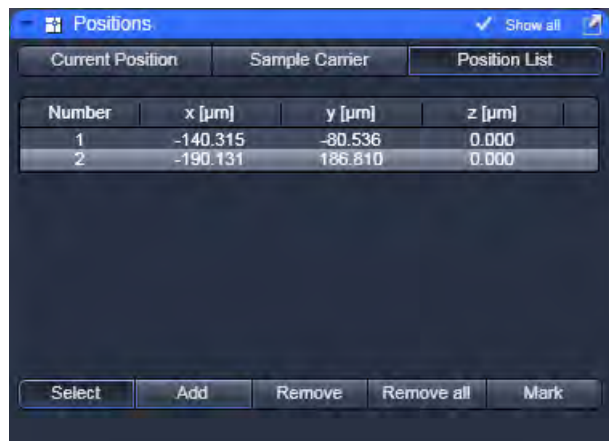 Positions Show all
Current Position Sample Carrier Position List
Number x [µm] y [µm] z [µm]
1 -140.315 -80.536 0.000
2 -190.131 186.810 0.000
Select Add Remove Remove all Mark